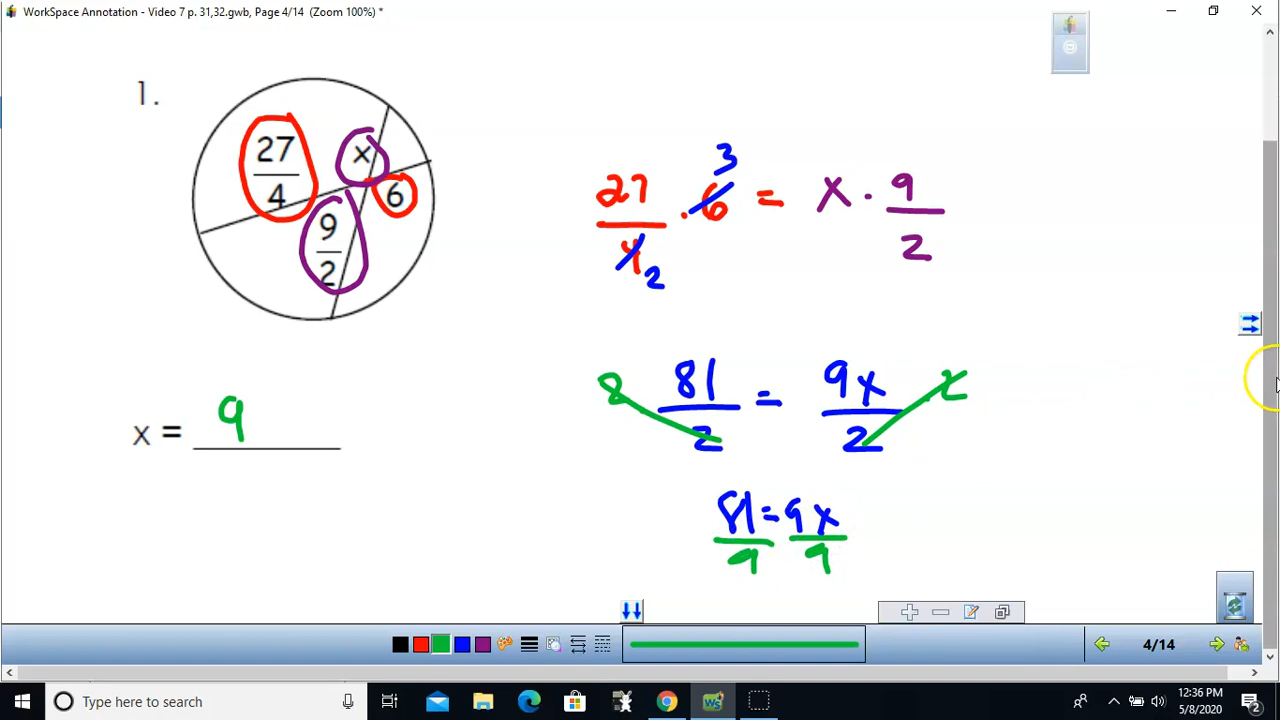 WorkSpace Annotation - Video 7 p. 31,32.gwb, Page 4/14 (Zoom 100%) *
1.
27/4
x
6
9/2
27/4 · 6 = x · 9/2
3
2
8 81/2 = 9x/2 2
x = 9
81 = 9x
9 9
4/14
Type here to search
12:36 PM
5/8/2020
2